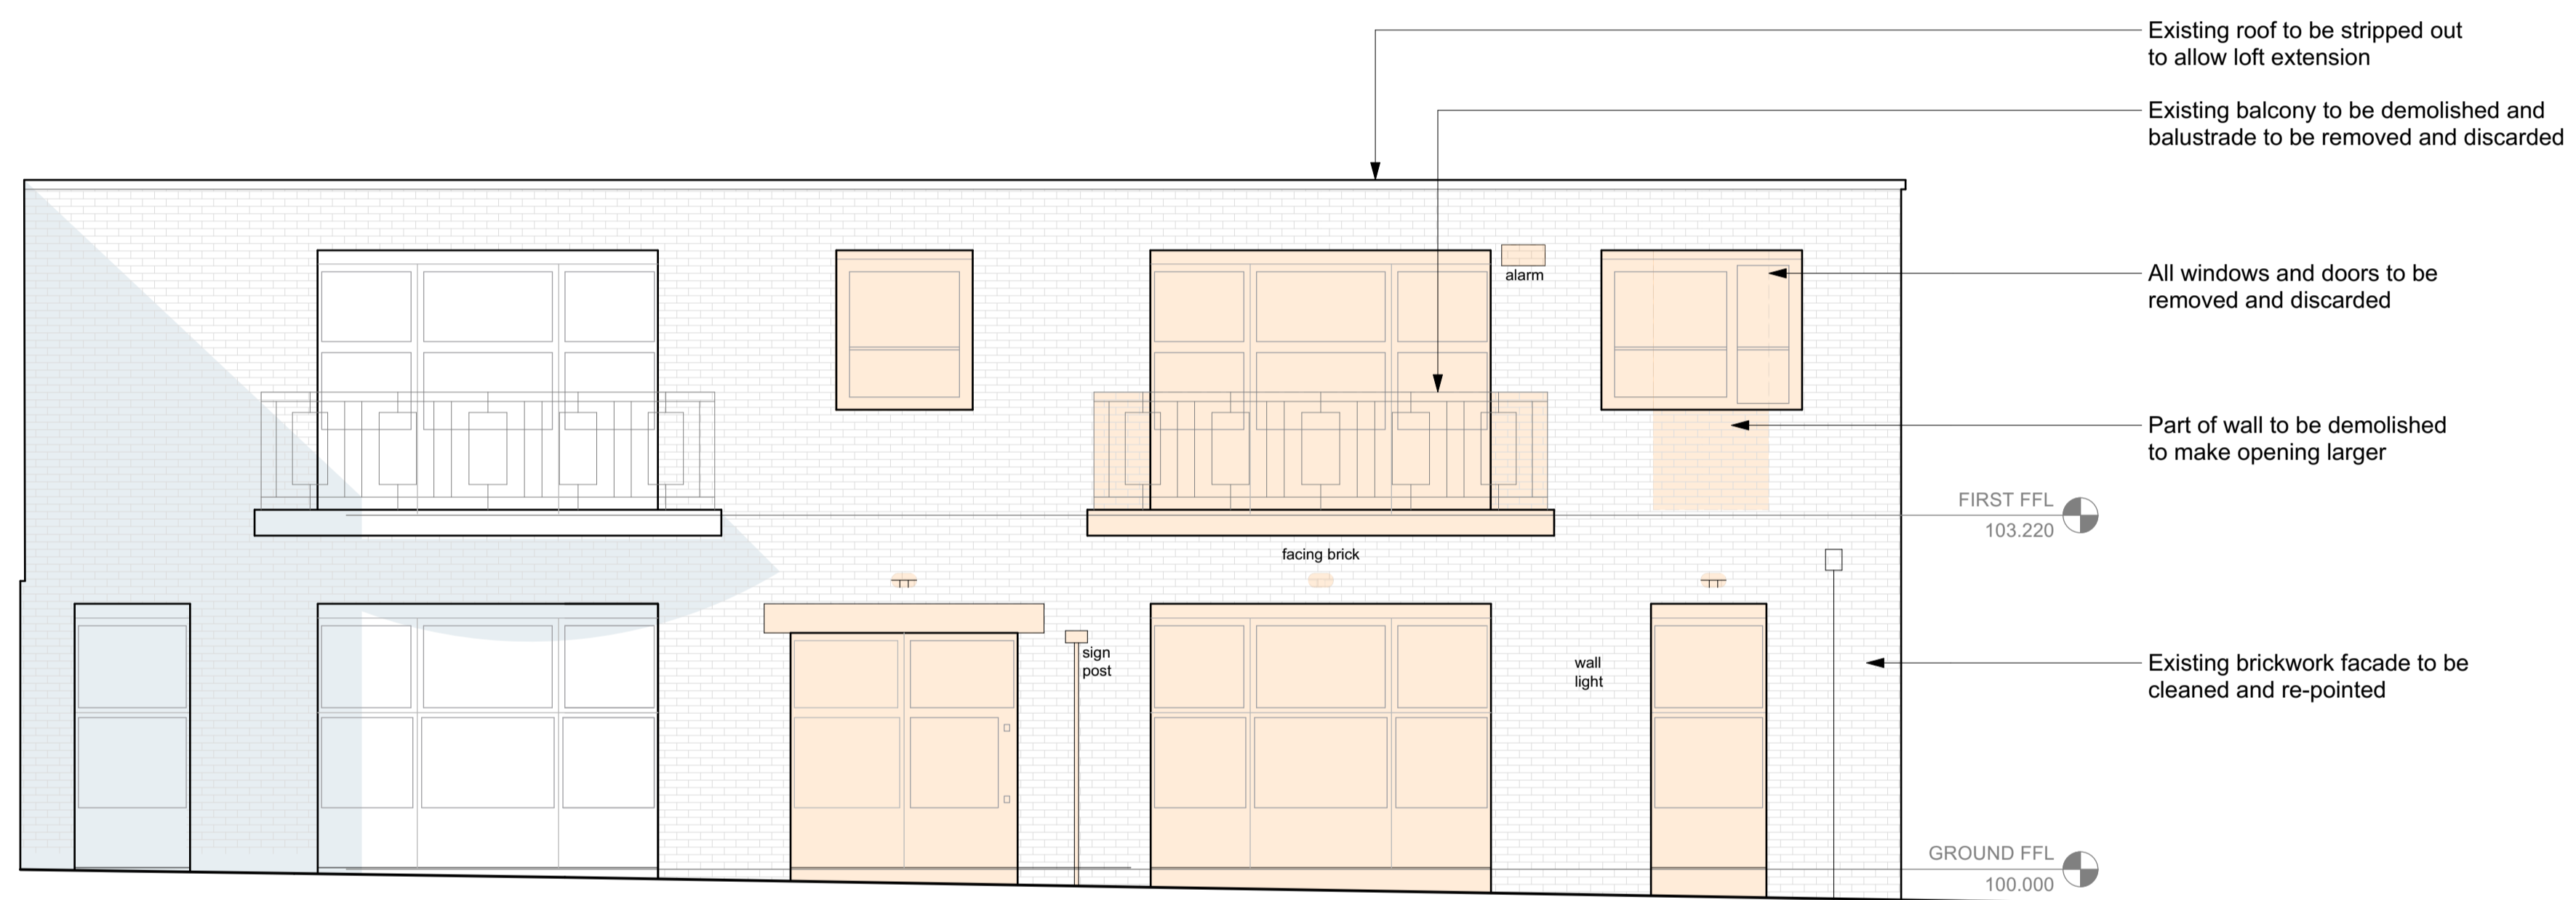 Existing roof to be stripped out
to allow loft extension
Existing balcony to be demolished and
balustrade to be removed and discarded
alarm
All windows and doors to be
removed and discarded
Part of wall to be demolished
to make opening larger
FIRST FFL
103.220
facing brick
sign
post
wall
light
Existing brickwork facade to be
cleaned and re-pointed
GROUND FFL
100.000